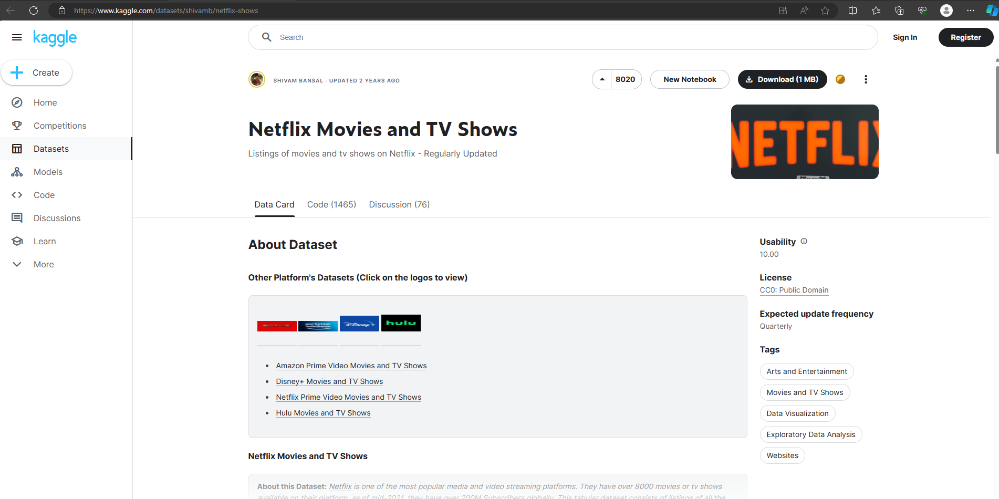 https://www.kaggle.com/datasets/shivamb/netflix-shows
kaggle
Search
Sign In
Register
Create
Home
Competitions
Datasets
Models
Code
Discussions
Learn
More
SHIVAM BANSAL · UPDATED 2 YEARS AGO
8020
New Notebook
Download (1 MB)
Netflix Movies and TV Shows
Listings of movies and tv shows on Netflix - Regularly Updated
NETFLIX
Data Card
Code (1465)
Discussion (76)
About Dataset
Other Platform's Datasets (Click on the logos to view)
prime video
Disney+
hulu
Amazon Prime Video Movies and TV Shows
Disney+ Movies and TV Shows
Netflix Prime Video Movies and TV Shows
Hulu Movies and TV Shows
Netflix Movies and TV Shows
About this Dataset: Netflix is one of the most popular media and video streaming platforms. They have over 8000 movies or tv shows
available on their platform, as of mid-2021, they have over 200M Subscribers globally. This tabular dataset consists of listings of all the
Usability
10.00
License
CC0: Public Domain
Expected update frequency
Quarterly
Tags
Arts and Entertainment
Movies and TV Shows
Data Visualization
Exploratory Data Analysis
Websites